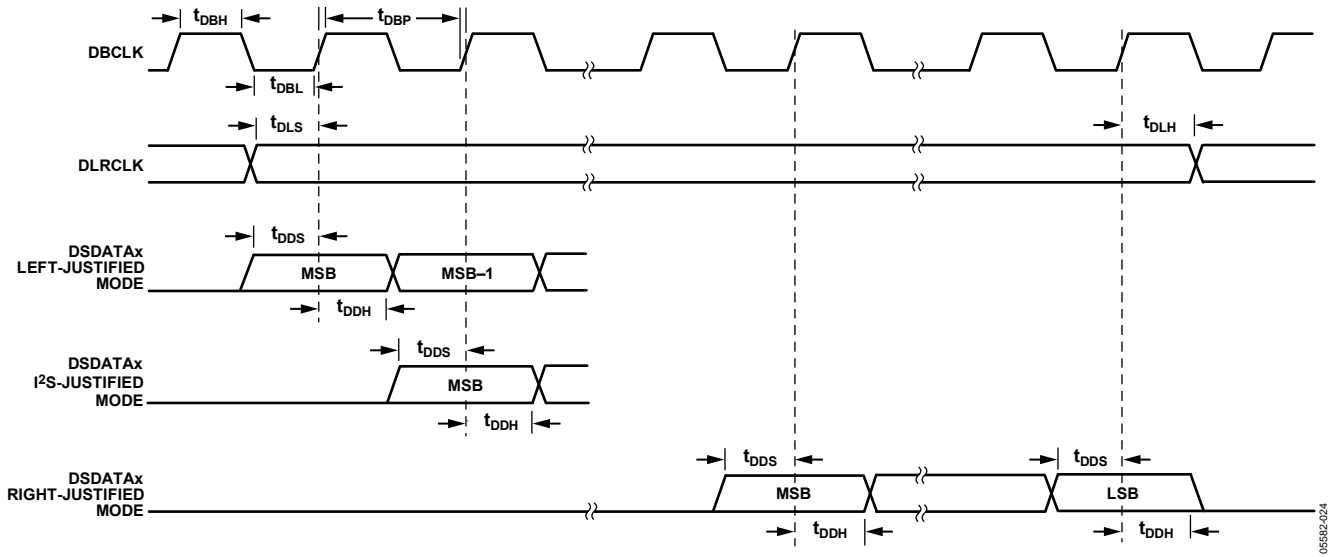 tDBH
tDBP
DBCLK
tDBL
tDLS
tDLH
DLRCLK
tDDS
DSDATAx
LEFT-JUSTIFIED
MODE
MSB
MSB–1
tDDH
tDDS
DSDATAx
I²S-JUSTIFIED
MODE
MSB
tDDH
tDDS
tDDS
DSDATAx
RIGHT-JUSTIFIED
MODE
MSB
LSB
tDDH
tDDH
05582-024